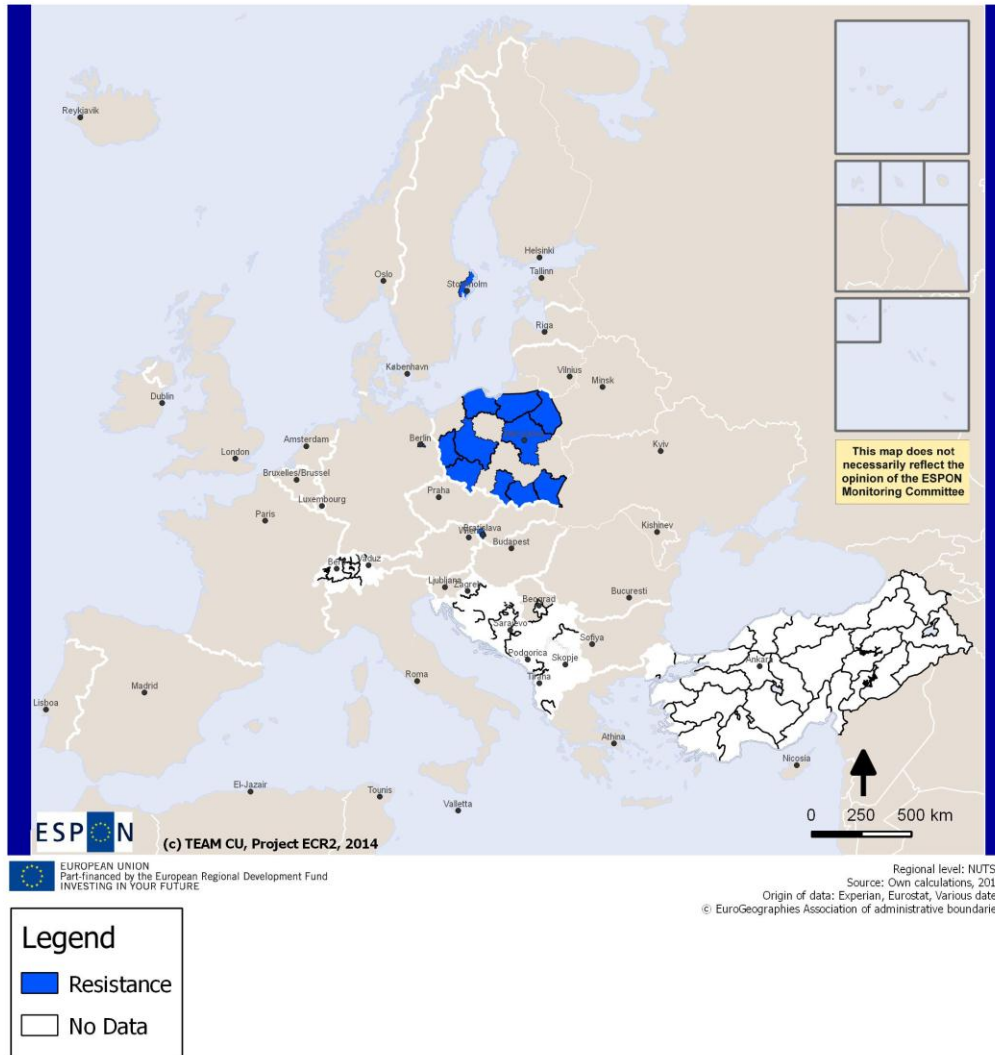 Reykjavik
Helsinki
Tallinn
Oslo
Stockholm
Riga
København
Vilnius
Minsk
Dublin
Berlin
Amsterdam
London
Kyiv
This map does not
necessarily reflect the
opinion of the ESPON
Monitoring Committee
Bruxelles/Brussel
Luxembourg
Praha
Paris
Kishinev
Bratislava
Budapest
Ljubljana
Zagreb
Beograd
Bucuresti
Sarajevo
Sofiya
Podgorica
Skopje
Ankara
Madrid
Roma
Lisboa
Athina
Nicosia
El-Jazair
Tounis
Valletta
0 250 500 km
ESPON
(c) TEAM CU, Project ECR2, 2014
EUROPEAN UNION
Part-financed by the European Regional Development Fund
INVESTING IN YOUR FUTURE
Regional level: NUTS
Source: Own calculations, 201
Origin of data: Experian, Eurostat, Various date
© EuroGeographies Association of administrative boundarie
Legend
Resistance
No Data